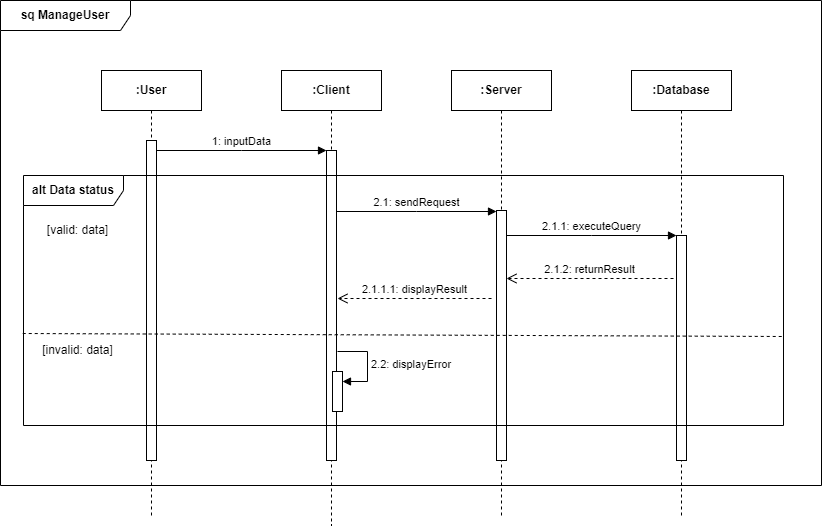 sq ManageUser
:User
:Client
:Server
:Database
1: inputData
alt Data status
2.1: sendRequest
[valid: data]
2.1.1: executeQuery
2.1.2: returnResult
2.1.1.1: displayResult
[invalid: data]
2.2: displayError